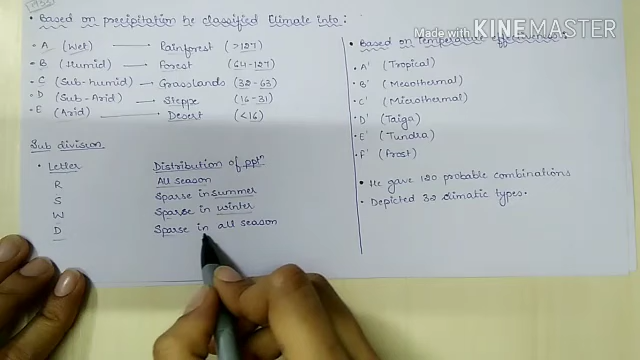 • Based on precipitation he classified Climate into:
• A (Wet) → Rainforest (>127)
• B (Humid) → Forest (64-127)
• C (Sub-humid) → Grasslands (32-63)
• D (Sub-Arid) → Steppe (16-31)
• E (Arid) → Desert (<16)
Sub division
• Letter Distribution of pptⁿ
R All season
S Sparse in summer
W Sparse in winter
D Sparse in all season
Made with KINEMASTER
• Based on Temperature
A' (Tropical)
B' (Mesothermal)
C' (Microthermal)
D' (Taiga)
E' (Tundra)
F' (Frost)
• He gave 120 probable combinations
• Depicted 32 climatic types.